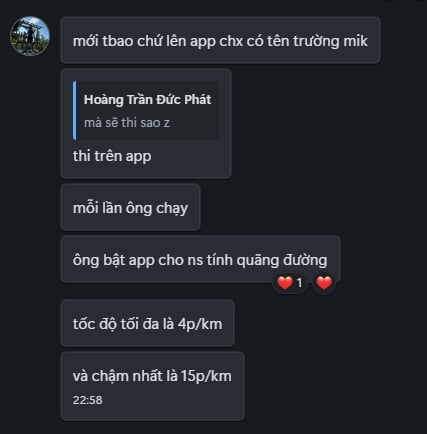 mới tbao chứ lên app chx có tên trường mik
Hoàng Trần Đức Phát
mà sẽ thi sao z
thi trên app
mỗi lần ông chạy
ông bật app cho ns tính quãng đường
1
tốc độ tối đa là 4p/km
và chậm nhất là 15p/km
22:58